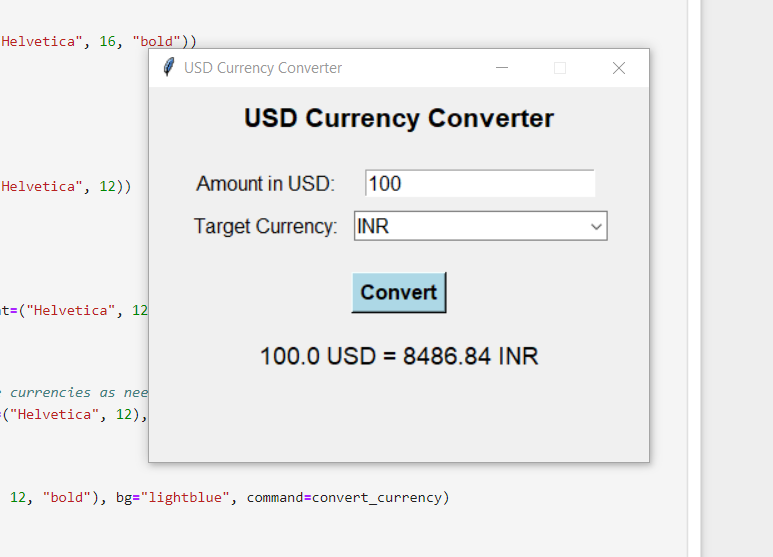 Helvetica", 16, "bold"))
USD Currency Converter
USD Currency Converter
Helvetica", 12))
Amount in USD: 100
Target Currency: INR
Convert
t=("Helvetica", 12
100.0 USD = 8486.84 INR
currencies as nee
=("Helvetica", 12),
12, "bold"), bg="lightblue", command=convert_currency)